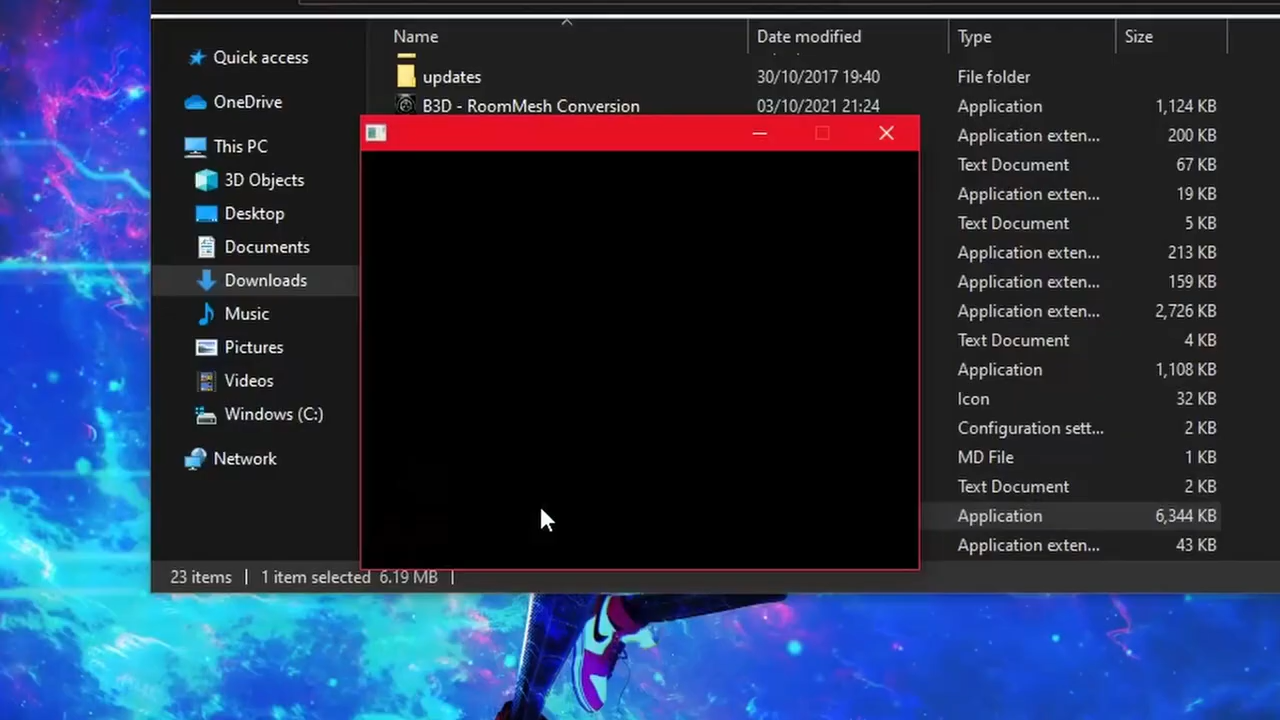 Name Date modified Type Size
Quick access
OneDrive
This PC
3D Objects
Desktop
Documents
Downloads
Music
Pictures
Videos
Windows (C:)
Network
updates 30/10/2017 19:40 File folder
B3D - RoomMesh Conversion 03/10/2021 21:24 Application 1,124 KB
Application exten... 200 KB
Text Document 67 KB
Application exten... 19 KB
Text Document 5 KB
Application exten... 213 KB
Application exten... 159 KB
Application exten... 2,726 KB
Text Document 4 KB
Application 1,108 KB
Icon 32 KB
Configuration sett... 2 KB
MD File 1 KB
Text Document 2 KB
Application 6,344 KB
Application exten... 43 KB
23 items 1 item selected 6.19 MB